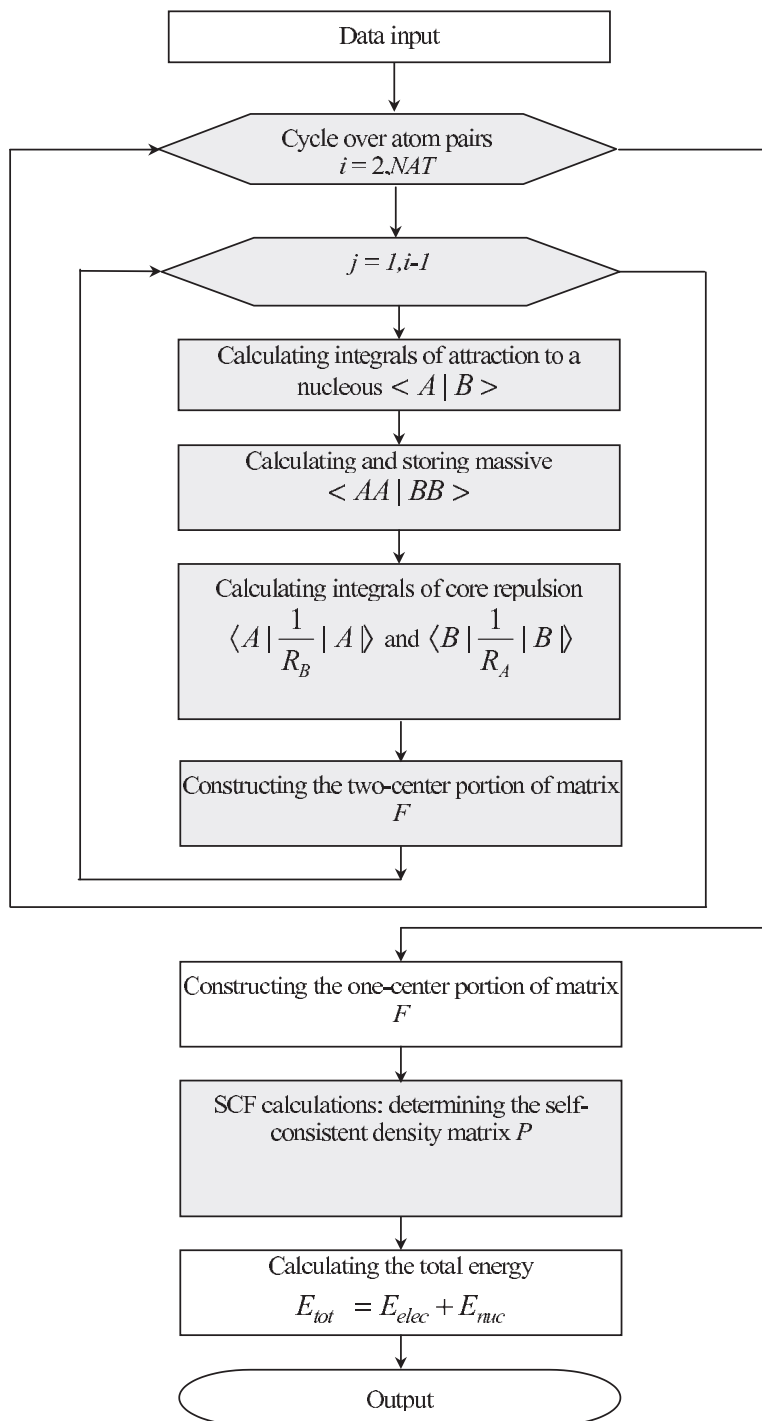 Data input
Cycle over atom pairs
i = 2,NAT
j = 1,i-1
Calculating integrals of attraction to a
nucleous < A | B >
Calculating and storing massive
< AA | BB >
Calculating integrals of core repulsion
⟨A | 1/R_B | A |⟩ and ⟨B | 1/R_A | B |⟩
Constructing the two-center portion of matrix
F
Constructing the one-center portion of matrix
F
SCF calculations: determining the self-
consistent density matrix P
Calculating the total energy
E_tot = E_elec + E_nuc
Output